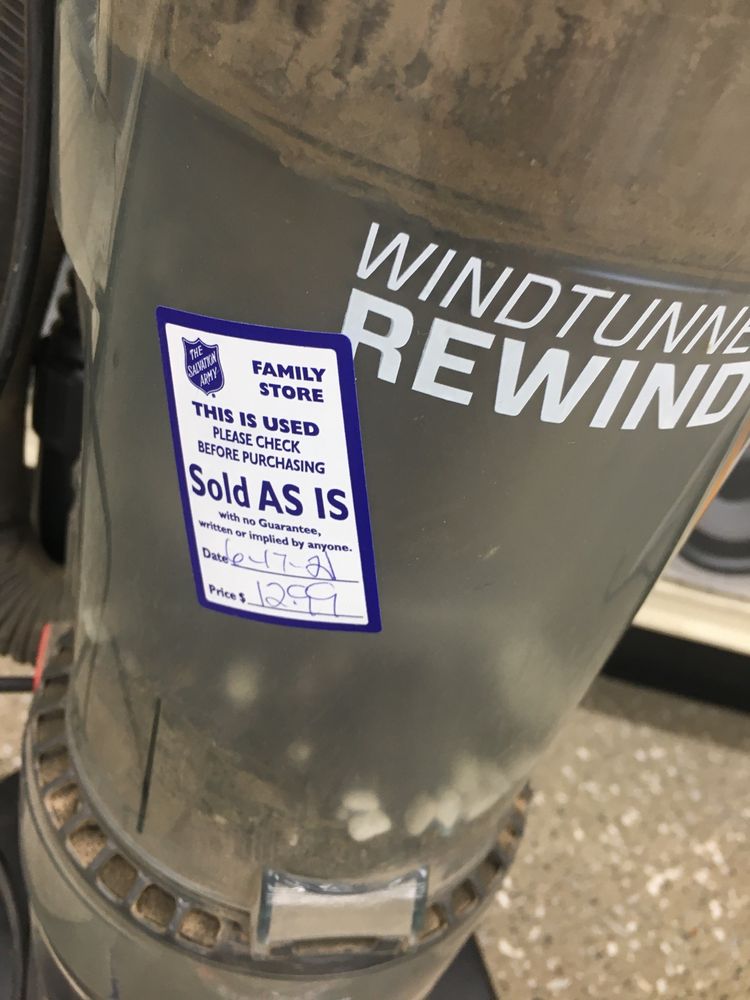 WINDTUNNE
REWIND
THE
SALVATION
ARMY
FAMILY
STORE
THIS IS USED
PLEASE CHECK
BEFORE PURCHASING
Sold AS IS
with no Guarantee,
written or implied by anyone.
Date 6-17-21
Price $ 12.99